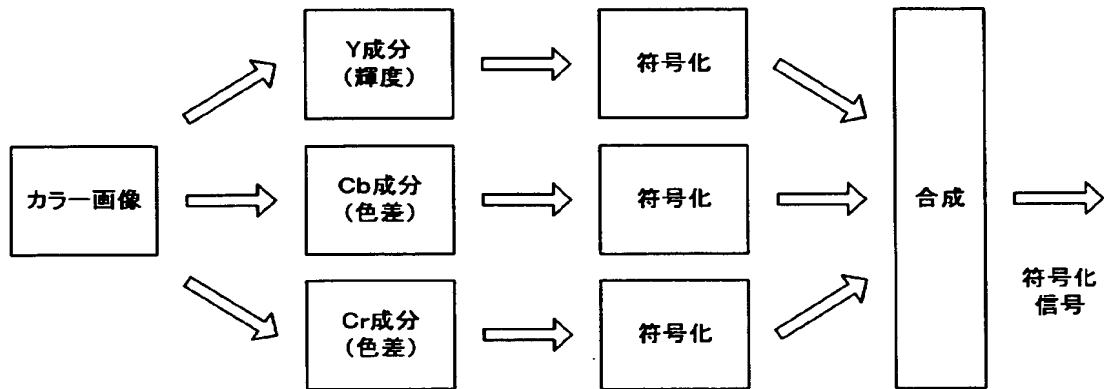 カラー画像
Y成分
(輝度)
符号化
Cb成分
(色差)
符号化
Cr成分
(色差)
符号化
合成
符号化
信号